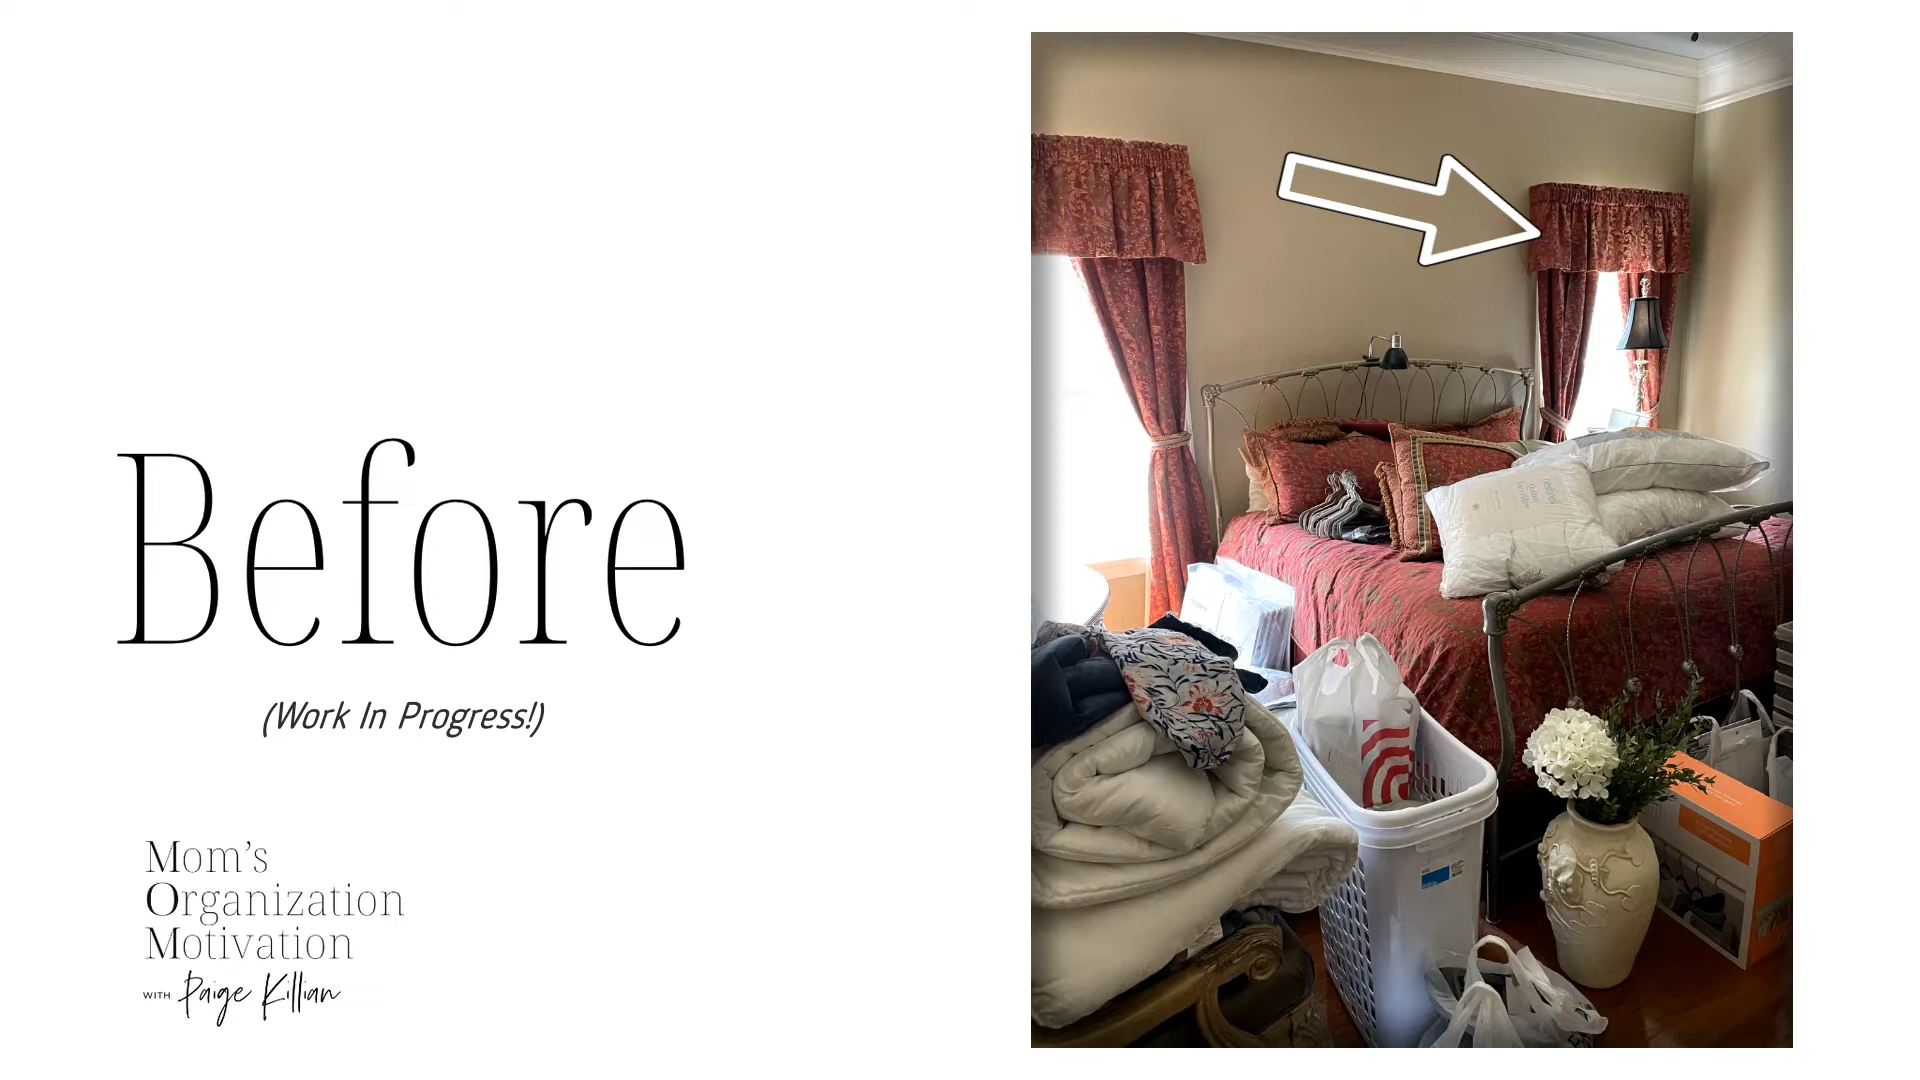 Before
(Work In Progress!)
Mom's
Organization
Motivation
WITH Paige Killian